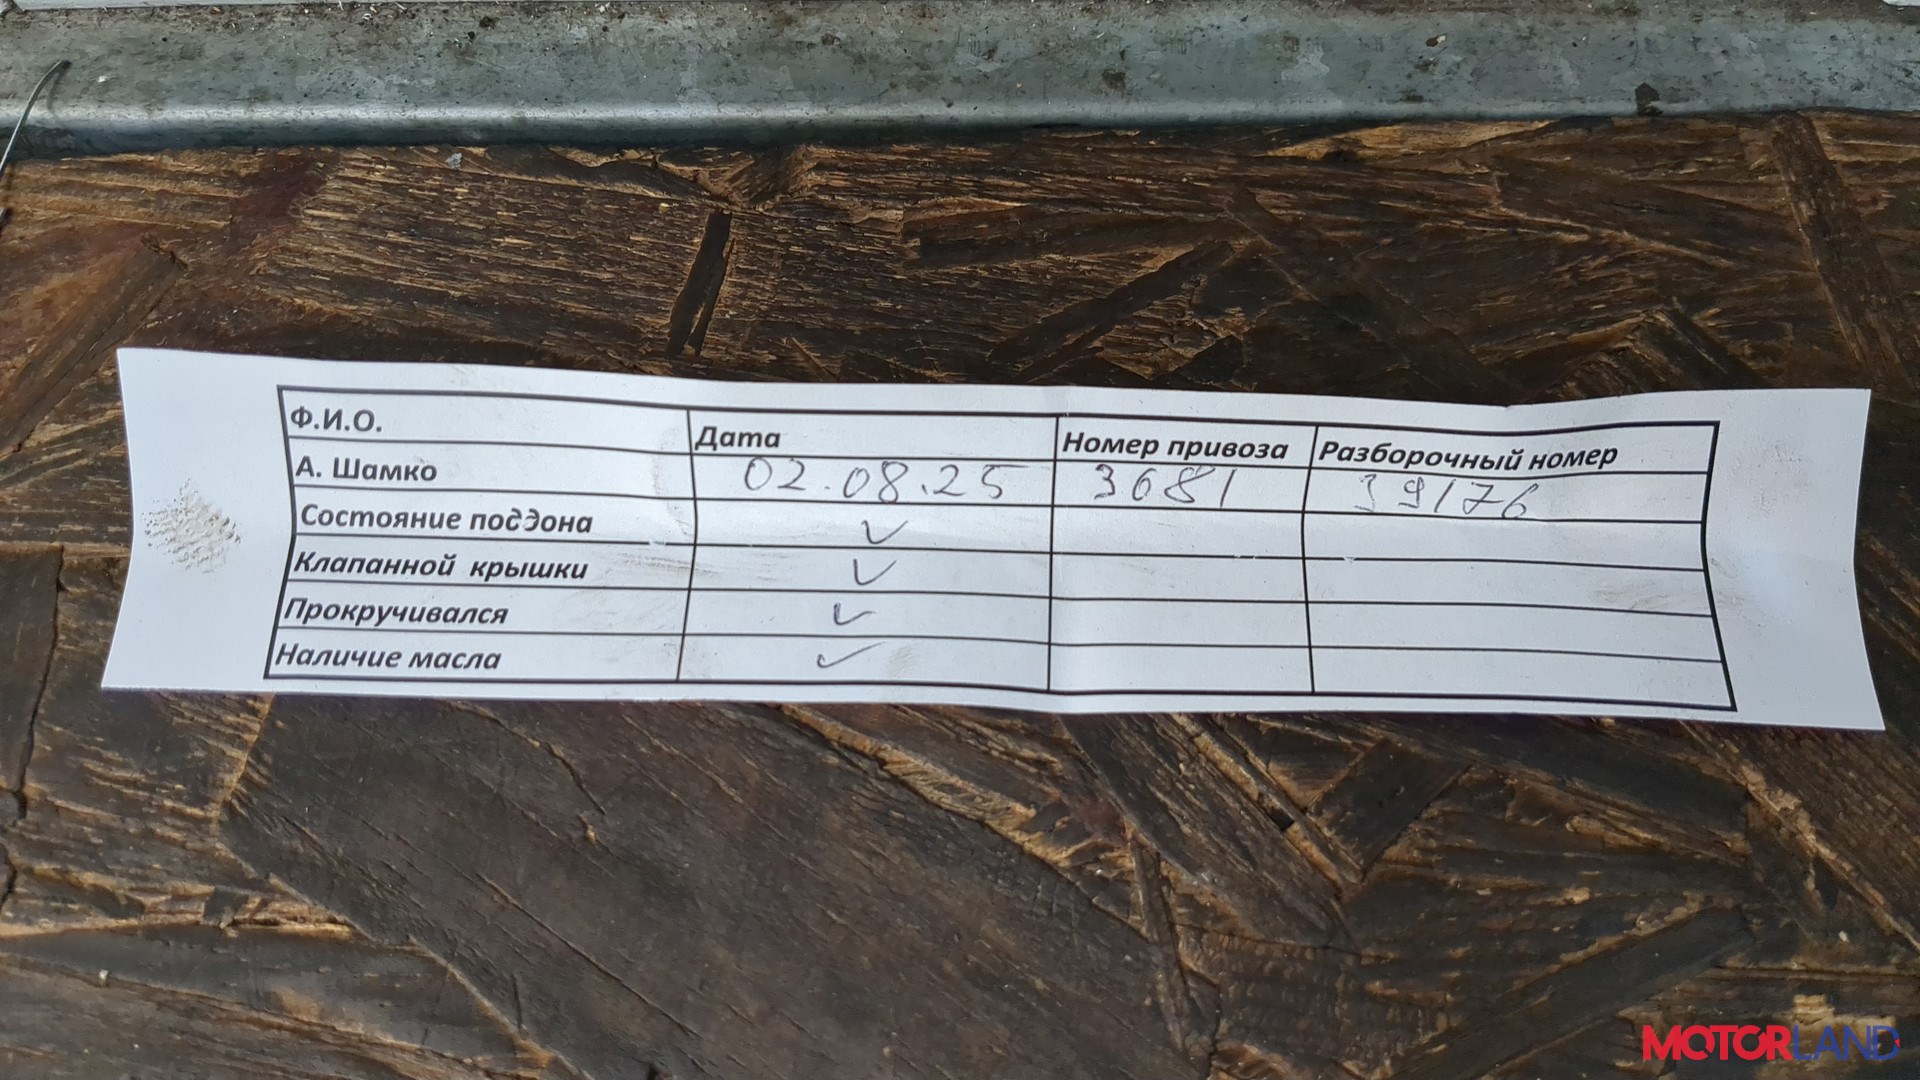 Ф.И.О. Дата Номер привоза Разборочный номер
А. Шамко 02.08.25 3681 39176
Состояние поддона ✓
Клапанной крышки ✓
Прокручивался ✓
Наличие масла ✓
MOTORLAND